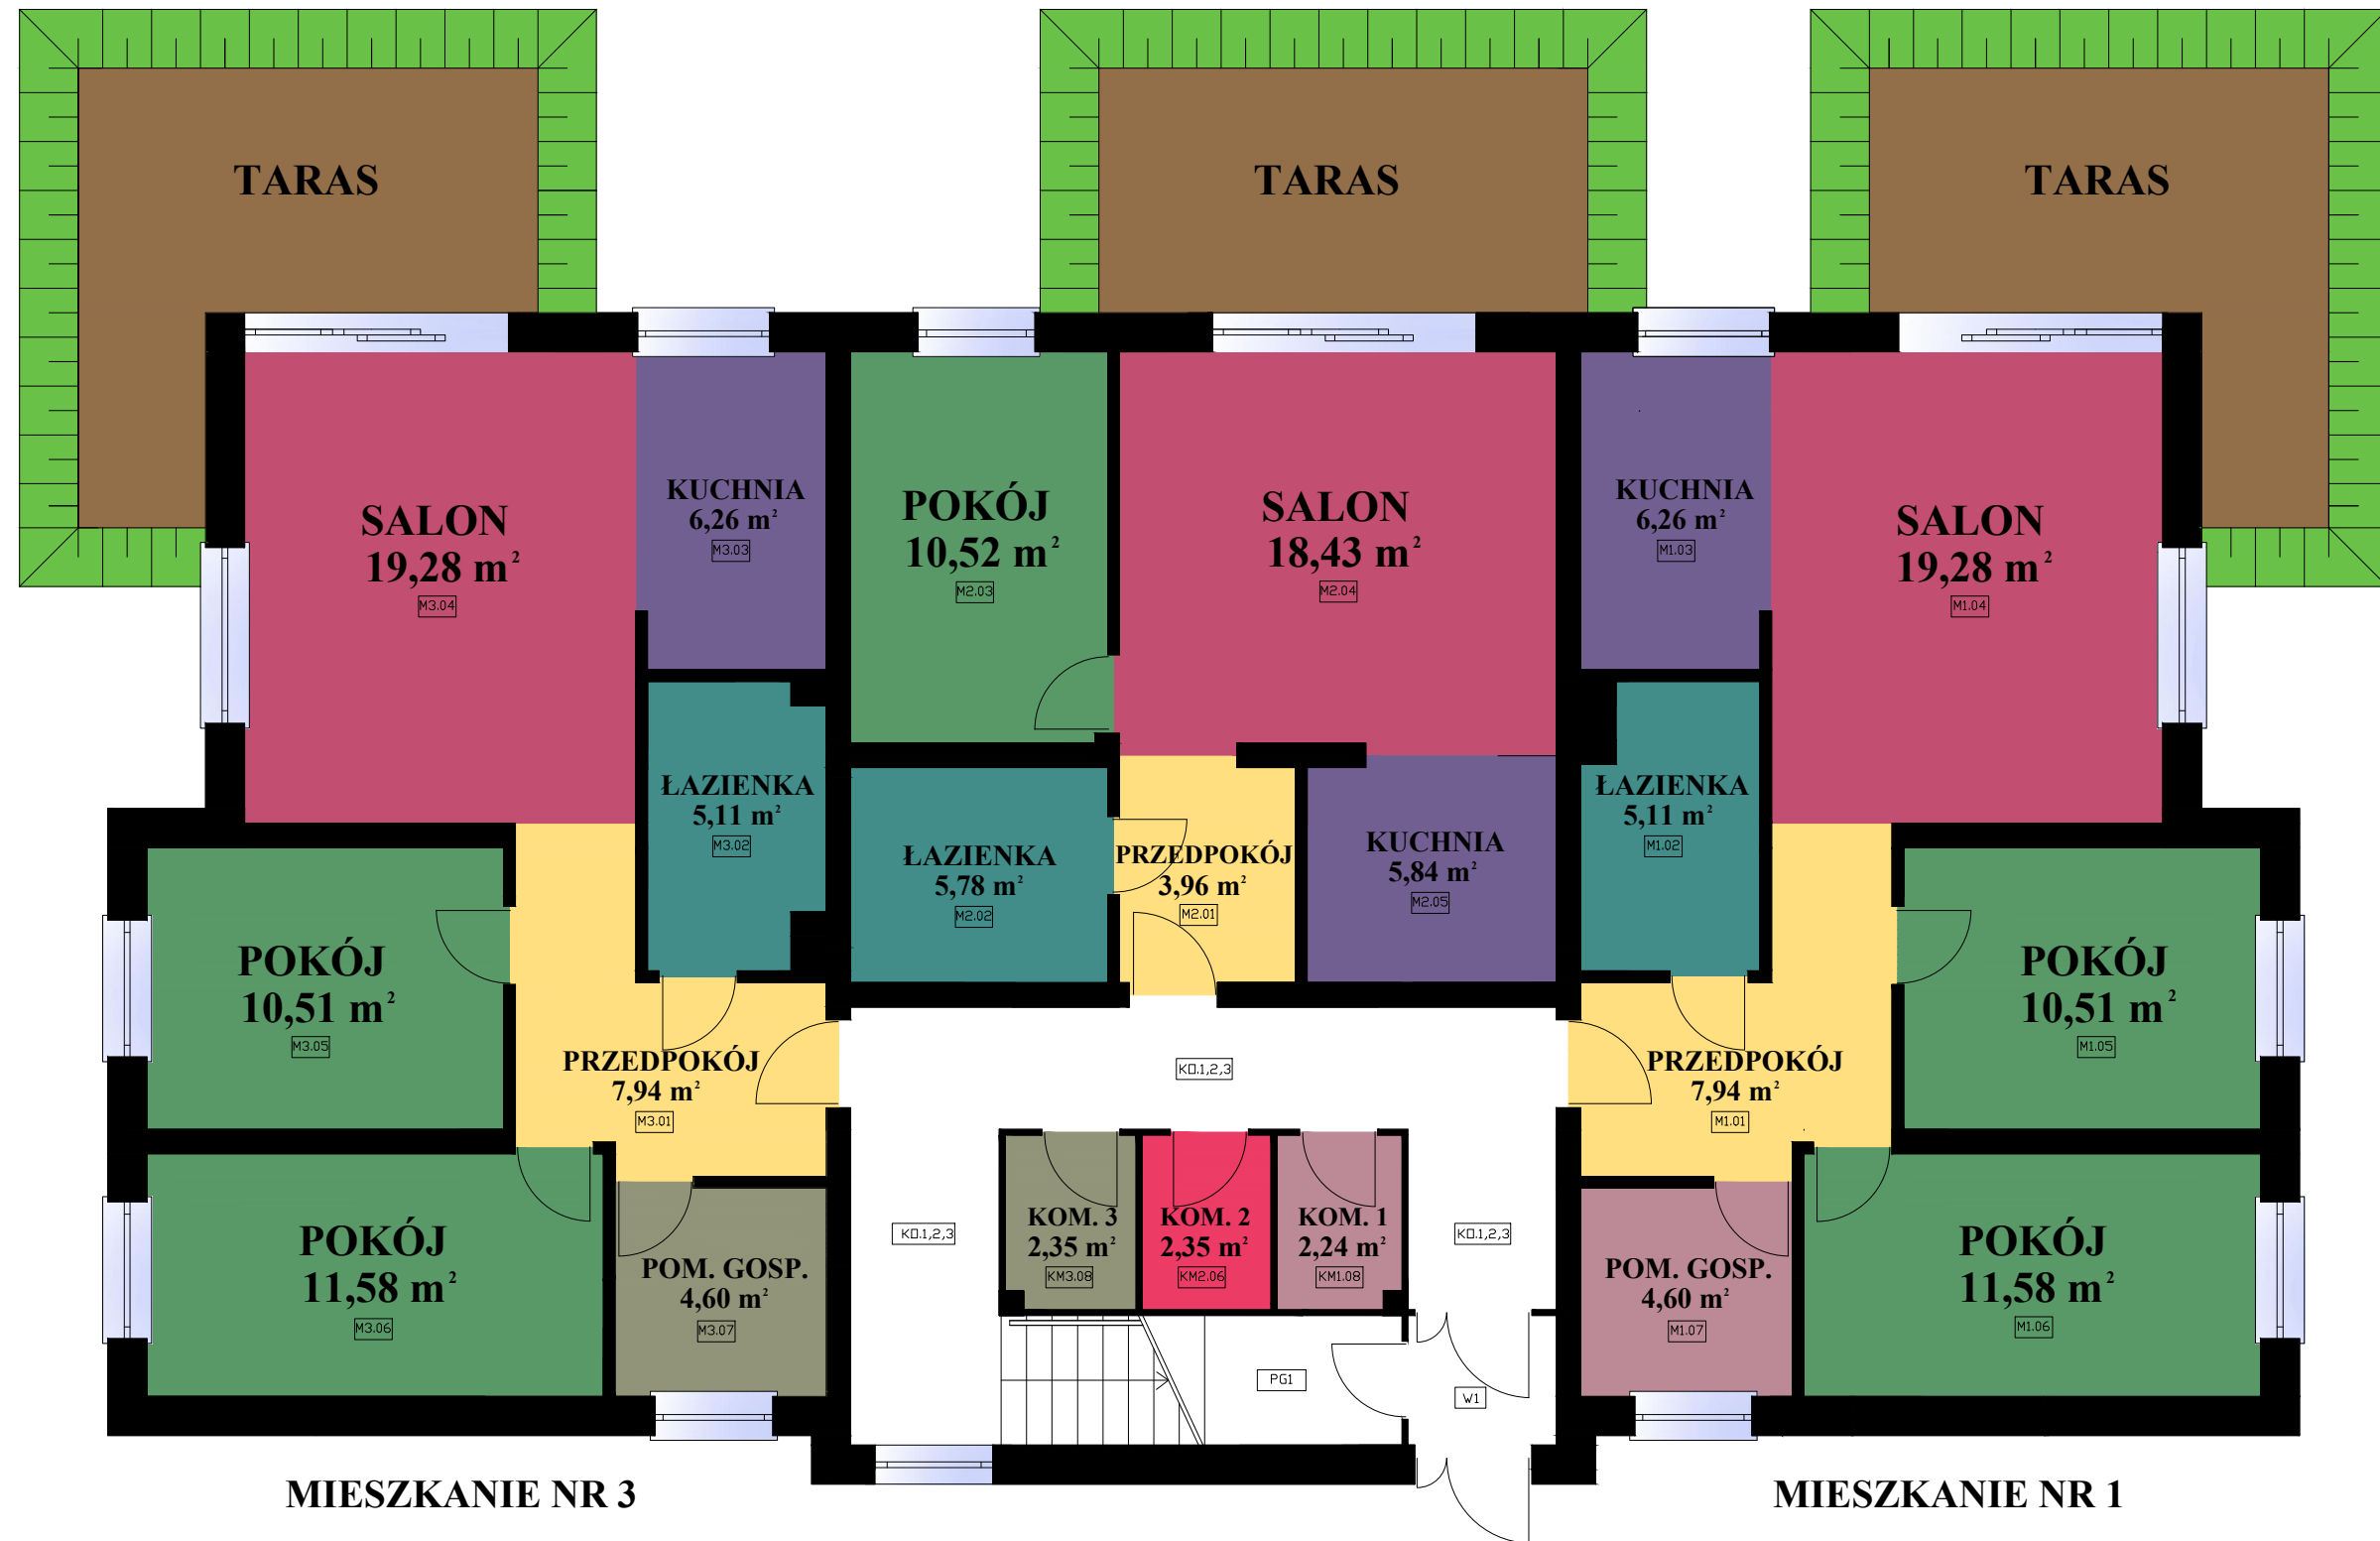 TARAS
TARAS
TARAS
SALON
19,28 m²
M3.04
KUCHNIA
6,26 m²
M3.03
POKÓJ
10,52 m²
M2.03
SALON
18,43 m²
M2.04
KUCHNIA
6,26 m²
M1.03
SALON
19,28 m²
M1.04
ŁAZIENKA
5,11 m²
M3.02
ŁAZIENKA
5,78 m²
M2.02
PRZEDPOKÓJ
3,96 m²
M2.01
KUCHNIA
5,84 m²
M2.05
ŁAZIENKA
5,11 m²
M1.02
POKÓJ
10,51 m²
M3.05
PRZEDPOKÓJ
7,94 m²
M3.01
K0.1,2,3
PRZEDPOKÓJ
7,94 m²
M1.01
POKÓJ
10,51 m²
M1.05
POKÓJ
11,58 m²
M3.06
POM. GOSP.
4,60 m²
M3.07
K0.1,2,3
KOM. 3
2,35 m²
KM3.08
KOM. 2
2,35 m²
KM2.06
KOM. 1
2,24 m²
KM1.08
K0.1,2,3
POM. GOSP.
4,60 m²
M1.07
POKÓJ
11,58 m²
M1.06
PG1
W1
MIESZKANIE NR 3
MIESZKANIE NR 1